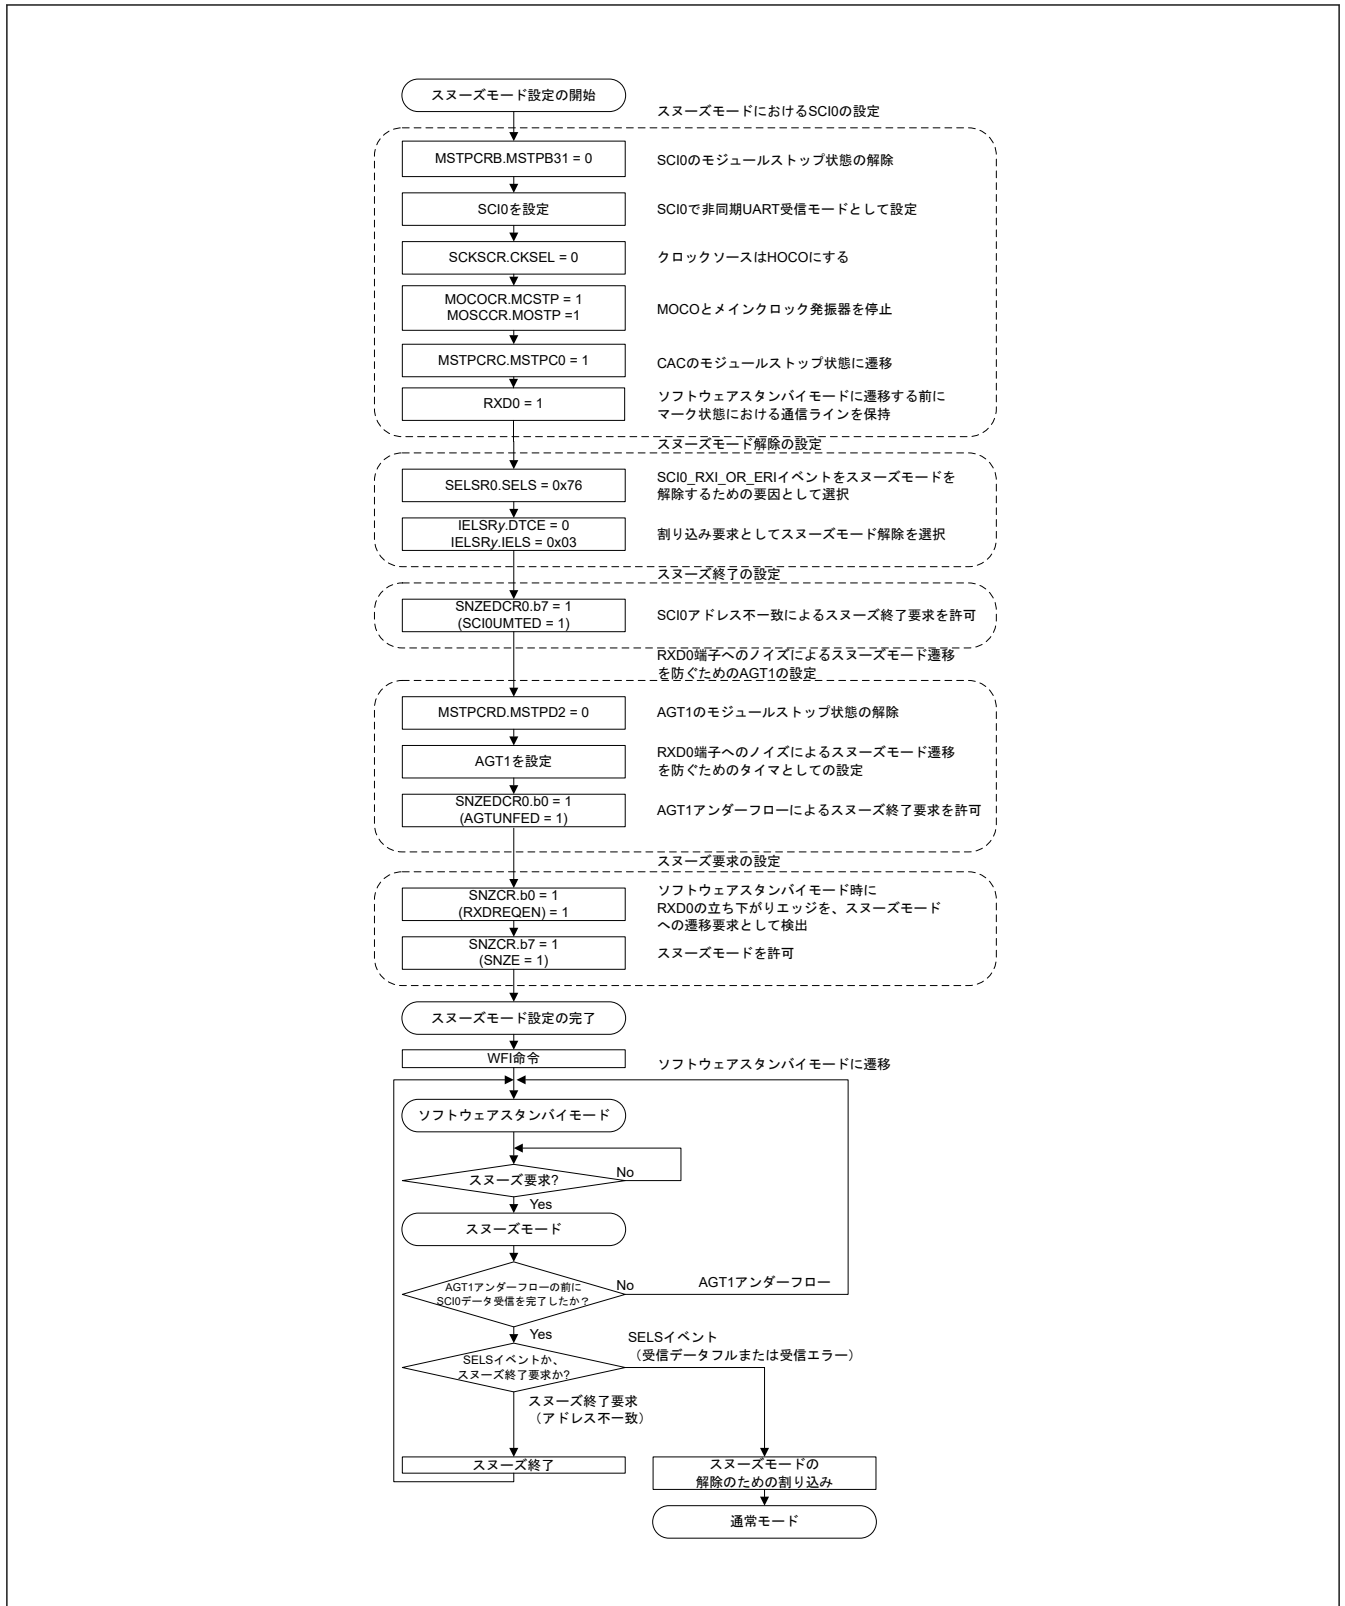 スヌーズモード設定の開始
スヌーズモードにおけるSCI0の設定
MSTPCRB.MSTPB31 = 0
SCI0のモジュールストップ状態の解除
SCI0を設定
SCI0で非同期UART受信モードとして設定
SCKSCR.CKSEL = 0
クロックソースはHOCOにする
MOCOCR.MCSTP = 1
MOSCCR.MOSTP =1
MOCOとメインクロック発振器を停止
MSTPCRC.MSTPC0 = 1
CACのモジュールストップ状態に遷移
RXD0 = 1
ソフトウェアスタンバイモードに遷移する前に
マーク状態における通信ラインを保持
スヌーズモード解除の設定
SELSR0.SELS = 0x76
SCI0_RXI_OR_ERIイベントをスヌーズモードを
解除するための要因として選択
IELSRy.DTCE = 0
IELSRy.IELS = 0x03
割り込み要求としてスヌーズモード解除を選択
スヌーズ終了の設定
SNZEDCR0.b7 = 1
(SCI0UMTED = 1)
SCI0アドレス不一致によるスヌーズ終了要求を許可
RXD0端子へのノイズによるスヌーズモード遷移
を防ぐためのAGT1の設定
MSTPCRD.MSTPD2 = 0
AGT1のモジュールストップ状態の解除
AGT1を設定
RXD0端子へのノイズによるスヌーズモード遷移
を防ぐためのタイマとしての設定
SNZEDCR0.b0 = 1
(AGTUNFED = 1)
AGT1アンダーフローによるスヌーズ終了要求を許可
スヌーズ要求の設定
SNZCR.b0 = 1
(RXDREQEN) = 1
ソフトウェアスタンバイモード時に
RXD0の立ち下がりエッジを、スヌーズモード
への遷移要求として検出
SNZCR.b7 = 1
(SNZE = 1)
スヌーズモードを許可
スヌーズモード設定の完了
WFI命令
ソフトウェアスタンバイモードに遷移
ソフトウェアスタンバイモード
スヌーズ要求?
No
Yes
スヌーズモード
AGT1アンダーフローの前に
SCI0データ受信を完了したか?
No
AGT1アンダーフロー
Yes
SELSイベントか、
スヌーズ終了要求か?
SELSイベント
（受信データフルまたは受信エラー）
スヌーズ終了要求
（アドレス不一致）
スヌーズ終了
スヌーズモードの
解除のための割り込み
通常モード